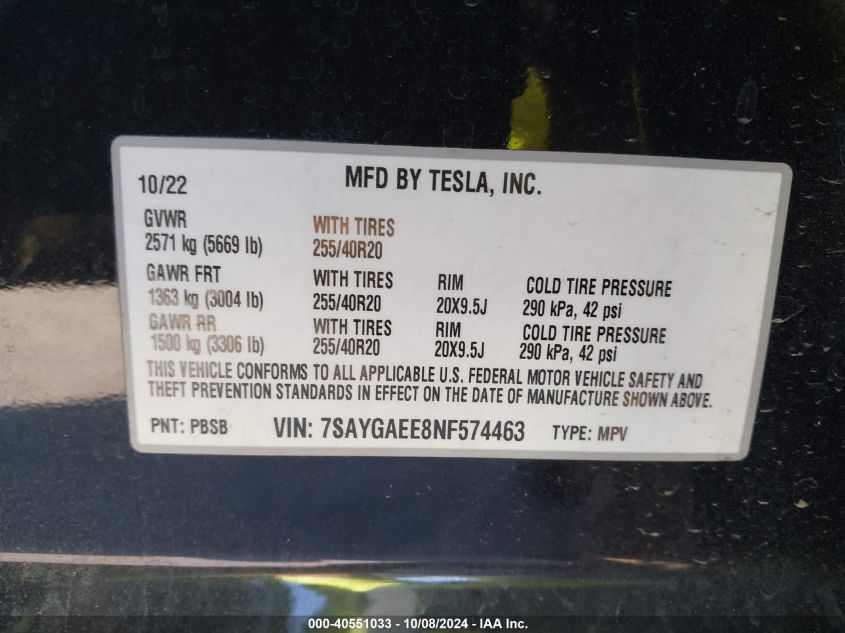 10/22 MFD BY TESLA, INC.
GVWR WITH TIRES
2571 kg (5669 lb) 255/40R20
GAWR FRT WITH TIRES RIM COLD TIRE PRESSURE
1363 kg (3004 lb) 255/40R20 20X9.5J 290 kPa, 42 psi
GAWR RR WITH TIRES RIM COLD TIRE PRESSURE
1500 kg (3306 lb) 255/40R20 20X9.5J 290 kPa, 42 psi
THIS VEHICLE CONFORMS TO ALL APPLICABLE U.S. FEDERAL MOTOR VEHICLE SAFETY AND
THEFT PREVENTION STANDARDS IN EFFECT ON THE DATE OF MANUFACTURE SHOWN ABOVE.
PNT: PBSB VIN: 7SAYGAEE8NF574463 TYPE: MPV
000-40551033 - 10/08/2024 - IAA Inc.